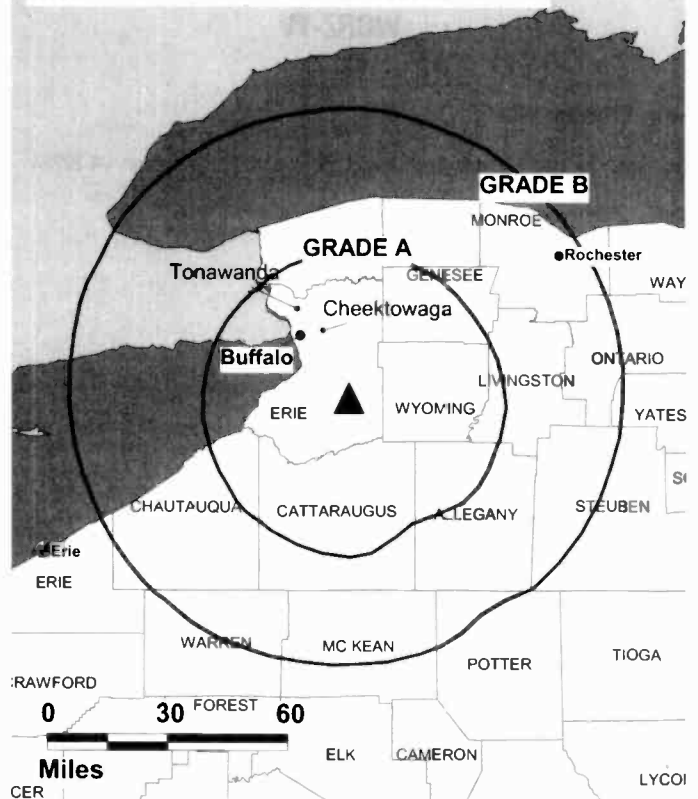 GRADE B
MONROE
GRADE A
Rochester
Tonawanda
GENESEE
WAY
Cheektowaga
Buffalo
ONTARIO
LIVINGSTON
ERIE
WYOMING
YATES
CHAUTAUQUA
CATTARAUGUS
ALLEGANY
STEUBEN
Erie
ERIE
WARREN
MC KEAN
POTTER
TIOGA
CRAWFORD
FOREST
0 30 60
Miles
ELK
CAMERON
LYCO
CER